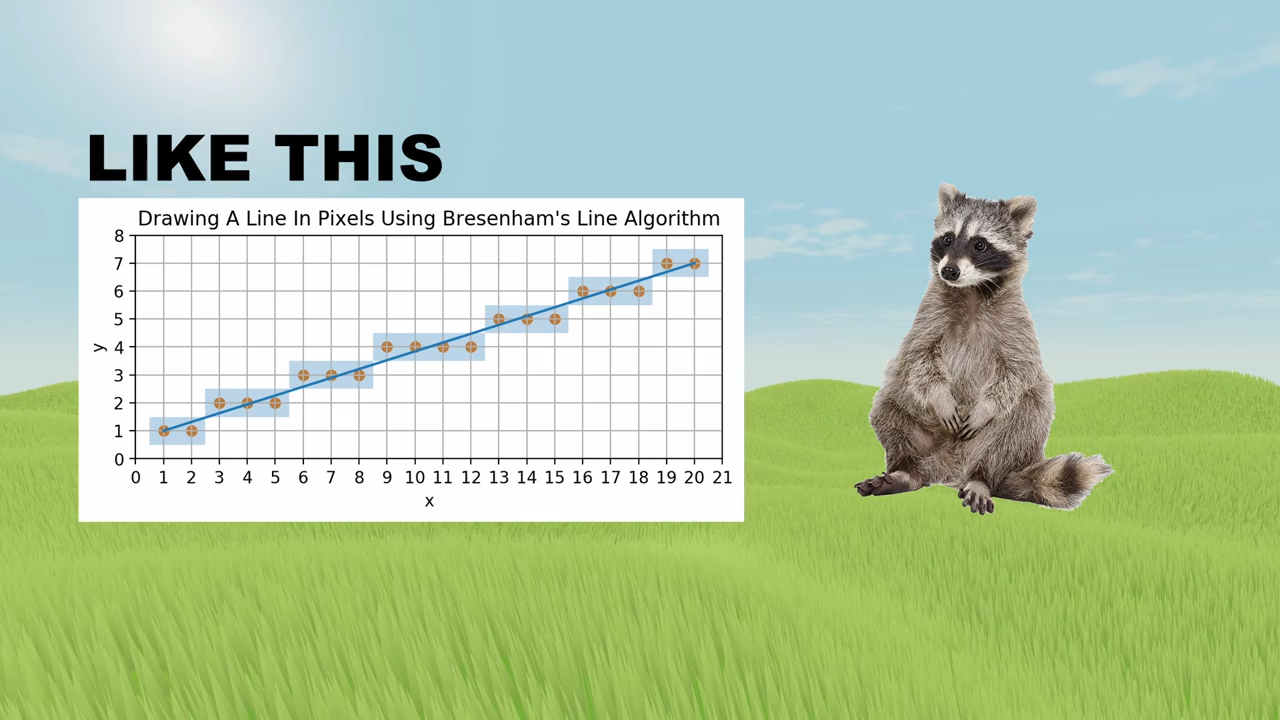 LIKE THIS
Drawing A Line In Pixels Using Bresenham's Line Algorithm
8
7
6
5
4
3
2
1
0
y
0 1 2 3 4 5 6 7 8 9 10 11 12 13 14 15 16 17 18 19 20 21
x